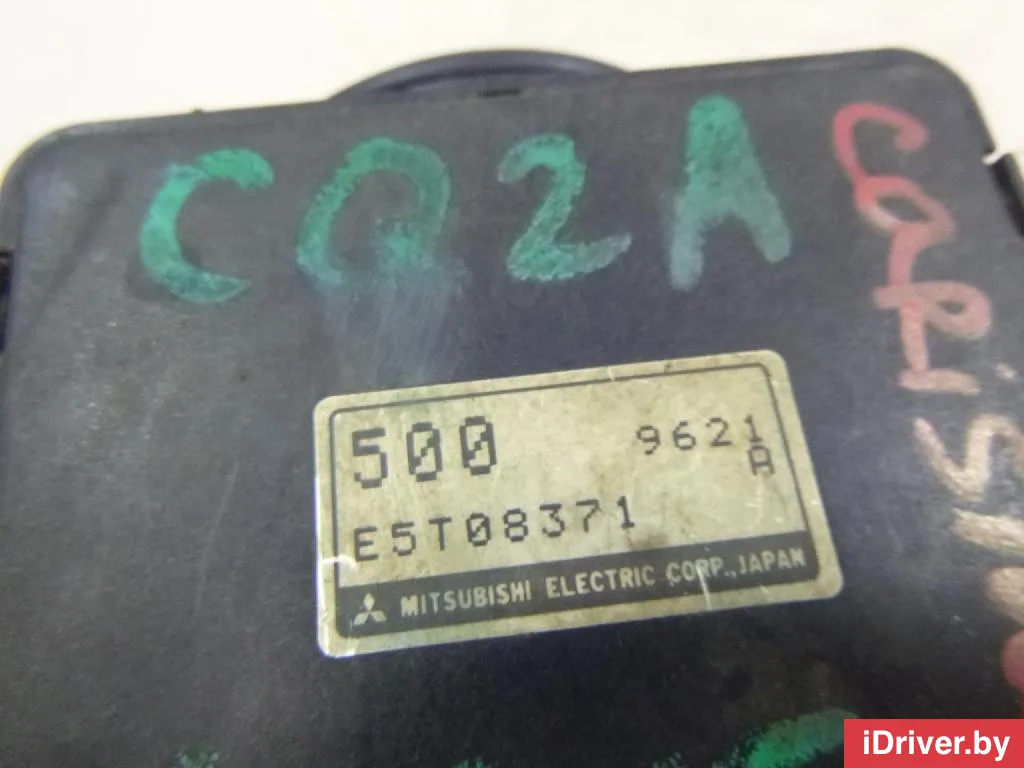 CQ2A
500 9621
A
E5T08371
MITSUBISHI ELECTRIC CORP., JAPAN
iDriver.by